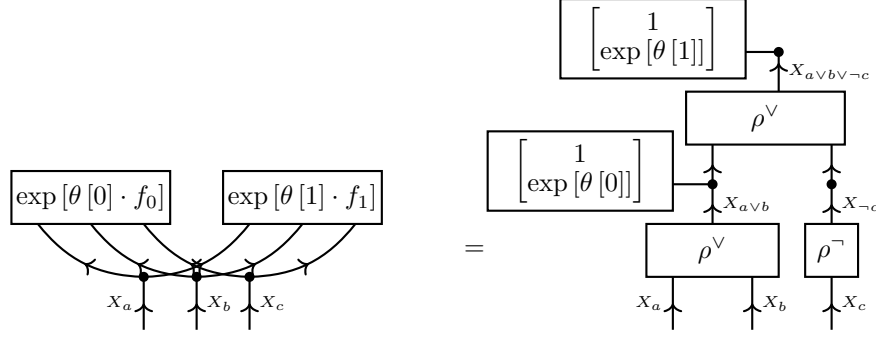 [ 1
exp [θ [1]] ]
X_{a∨b∨¬c}
ρ^∨
[ 1
exp [θ [0]] ]
exp [θ [0] · f_0] exp [θ [1] · f_1]
X_{a∨b} X_{¬c}
= ρ^∨ ρ^¬
X_a X_b X_c X_a X_b X_c